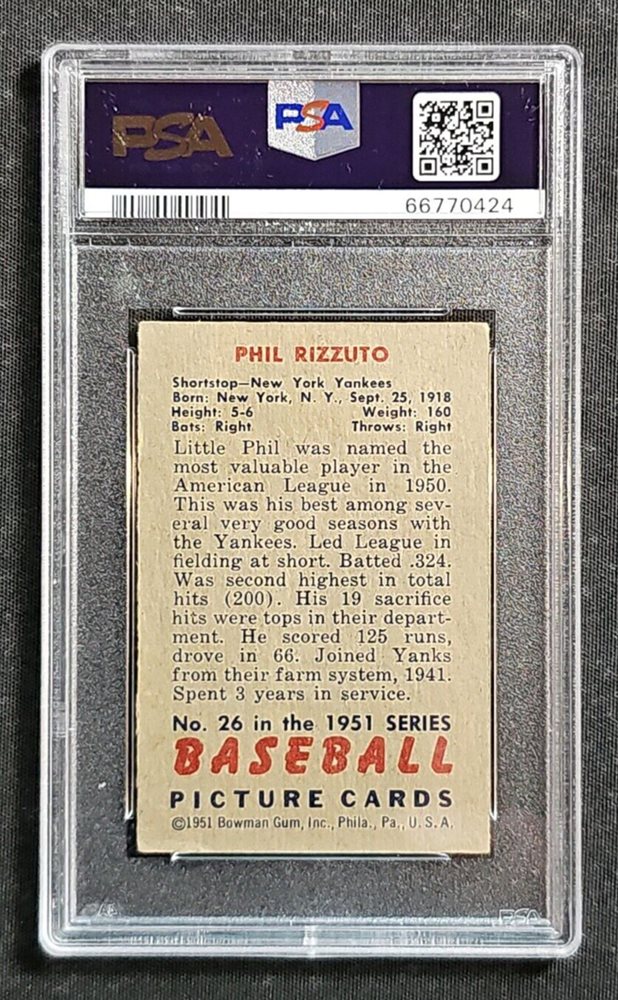 PSA
PSA
66770424
PHIL RIZZUTO
Shortstop—New York Yankees
Born: New York, N. Y., Sept. 25, 1918
Height: 5-6 Weight: 160
Bats: Right Throws: Right
Little Phil was named the
most valuable player in the
American League in 1950.
This was his best among sev-
eral very good seasons with
the Yankees. Led League in
fielding at short. Batted .324.
Was second highest in total
hits (200). His 19 sacrifice
hits were tops in their depart-
ment. He scored 125 runs,
drove in 66. Joined Yanks
from their farm system, 1941.
Spent 3 years in service.
No. 26 in the 1951 SERIES
BASEBALL
PICTURE CARDS
©1951 Bowman Gum, Inc., Phila., Pa., U. S. A.
PSA